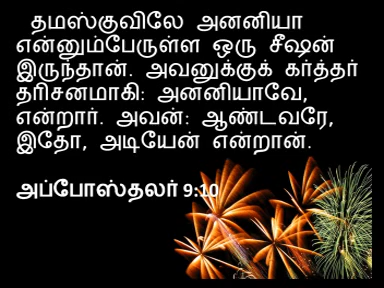 தமஸ்குவிலே அனனியா
என்னும்பேருள்ள ஒரு சீஷன்
இருந்தான். அவனுக்குக் கர்த்தர்
தரிசனமாகி: அனனியாவே,
என்றார். அவன்: ஆண்டவரே,
இதோ, அடியேன் என்றான்.
அப்போஸ்தலர் 9:10